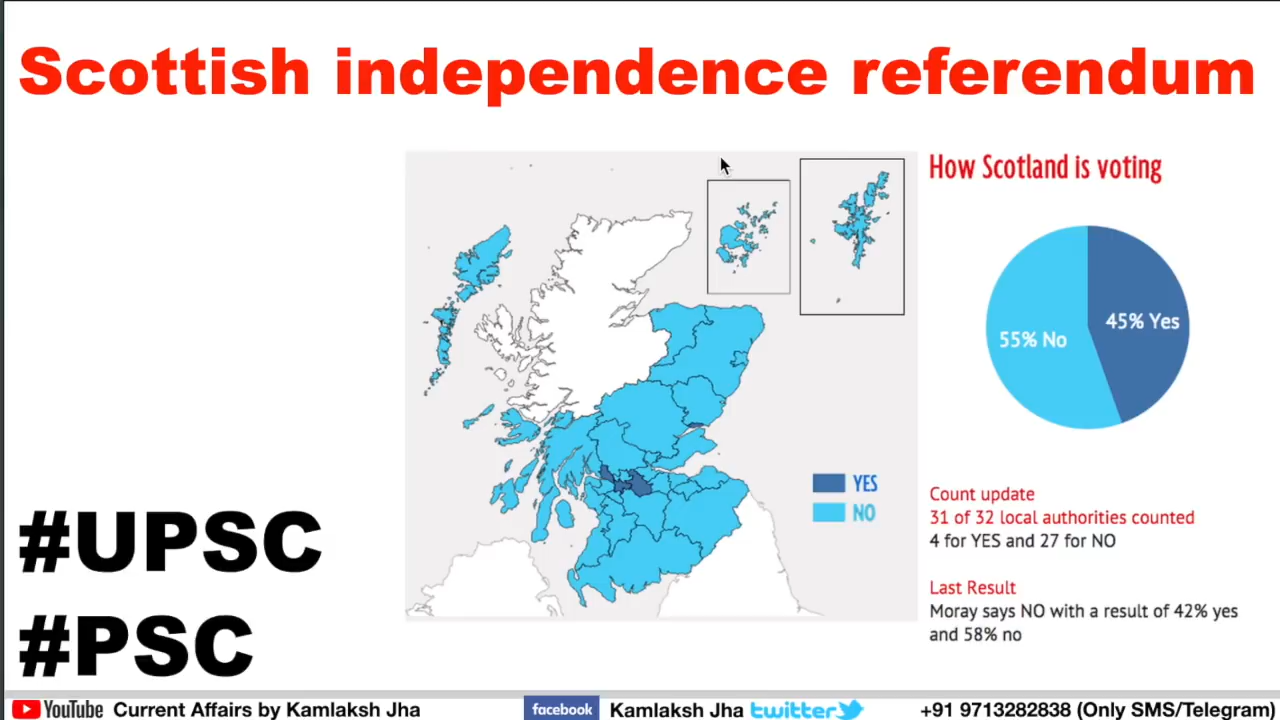 Scottish independence referendum
How Scotland is voting
45% Yes
55% No
YES
NO
Count update
31 of 32 local authorities counted
4 for YES and 27 for NO
Last Result
Moray says NO with a result of 42% yes
and 58% no
#UPSC
#PSC
YouTube Current Affairs by Kamlaksh Jha facebook Kamlaksh Jha twitter +91 9713282838 (Only SMS/Telegram)